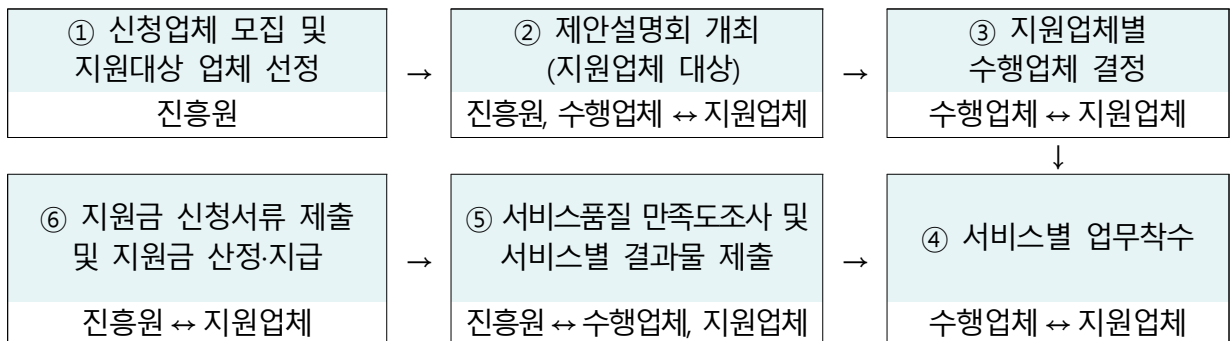 ① 신청업체 모집 및
지원대상 업체 선정
진흥원
→
② 제안설명회 개최
(지원업체 대상)
진흥원, 수행업체 ↔ 지원업체
→
③ 지원업체별
수행업체 결정
수행업체 ↔ 지원업체
↓
⑥ 지원금 신청서류 제출
및 지원금 산정·지급
진흥원 ↔ 지원업체
→
⑤ 서비스품질 만족도조사 및
서비스별 결과물 제출
진흥원 ↔ 수행업체, 지원업체
→
④ 서비스별 업무착수
수행업체 ↔ 지원업체